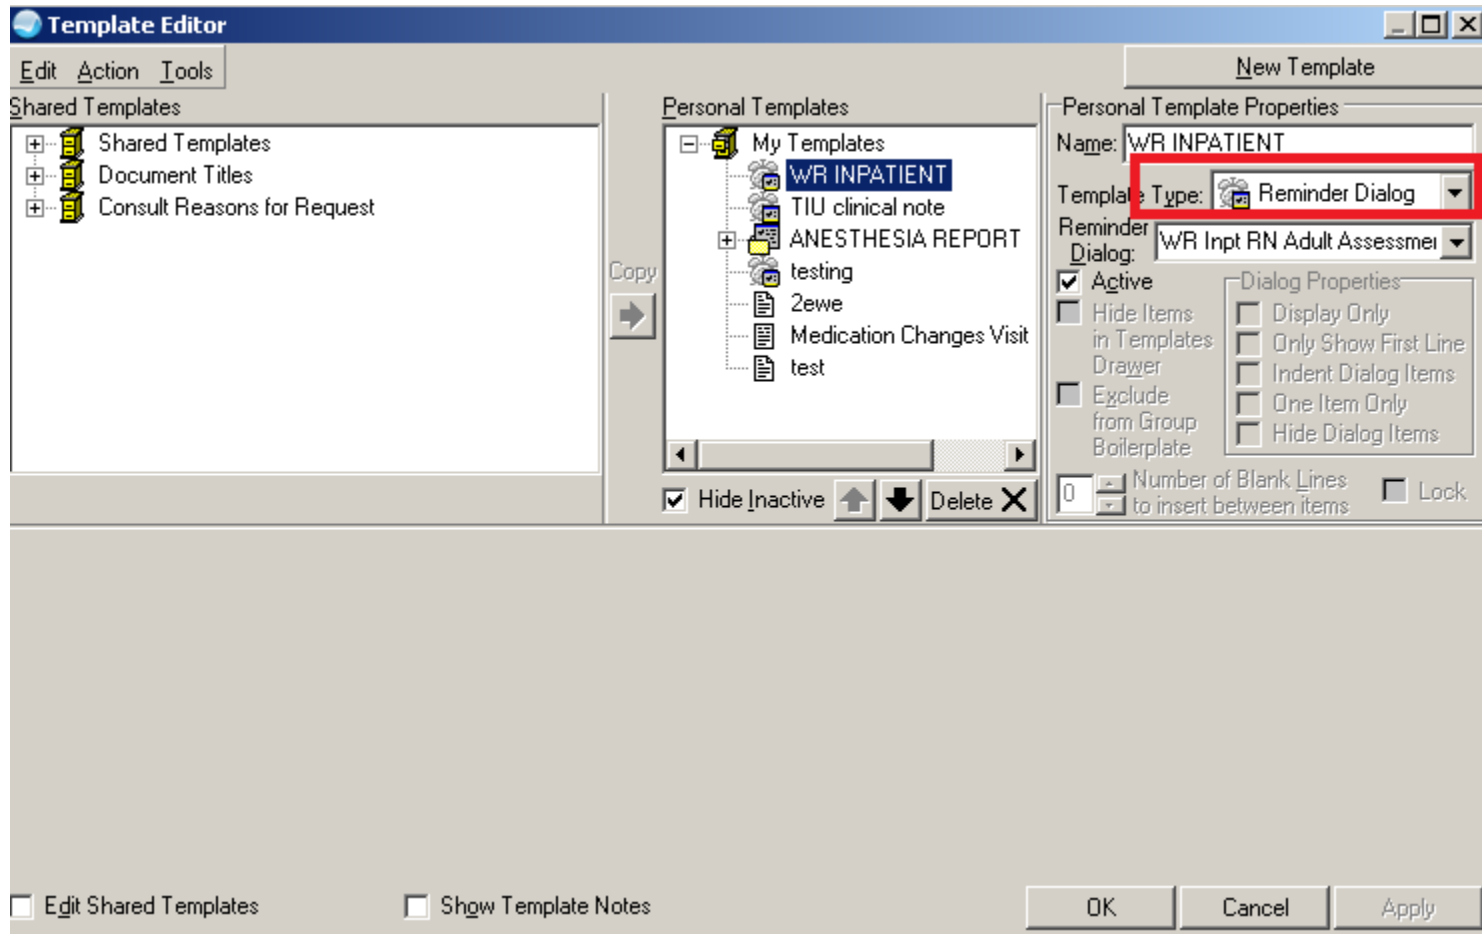 Template Editor
Edit Action Tools
New Template
Shared Templates
Shared Templates
Document Titles
Consult Reasons for Request
Copy
Personal Templates
My Templates
WR INPATIENT
TIU clinical note
ANESTHESIA REPORT
testing
2ewe
Medication Changes Visit
test
Hide Inactive
Delete
Personal Template Properties
Name: WR INPATIENT
Template Type: Reminder Dialog
Reminder
Dialog: WR Inpt RN Adult Assessmei
Active
Hide Items
in Templates
Drawer
Exclude
from Group
Boilerplate
Dialog Properties
Display Only
Only Show First Line
Indent Dialog Items
One Item Only
Hide Dialog Items
0 Number of Blank Lines
to insert between items
Lock
Edit Shared Templates
Show Template Notes
OK
Cancel
Apply